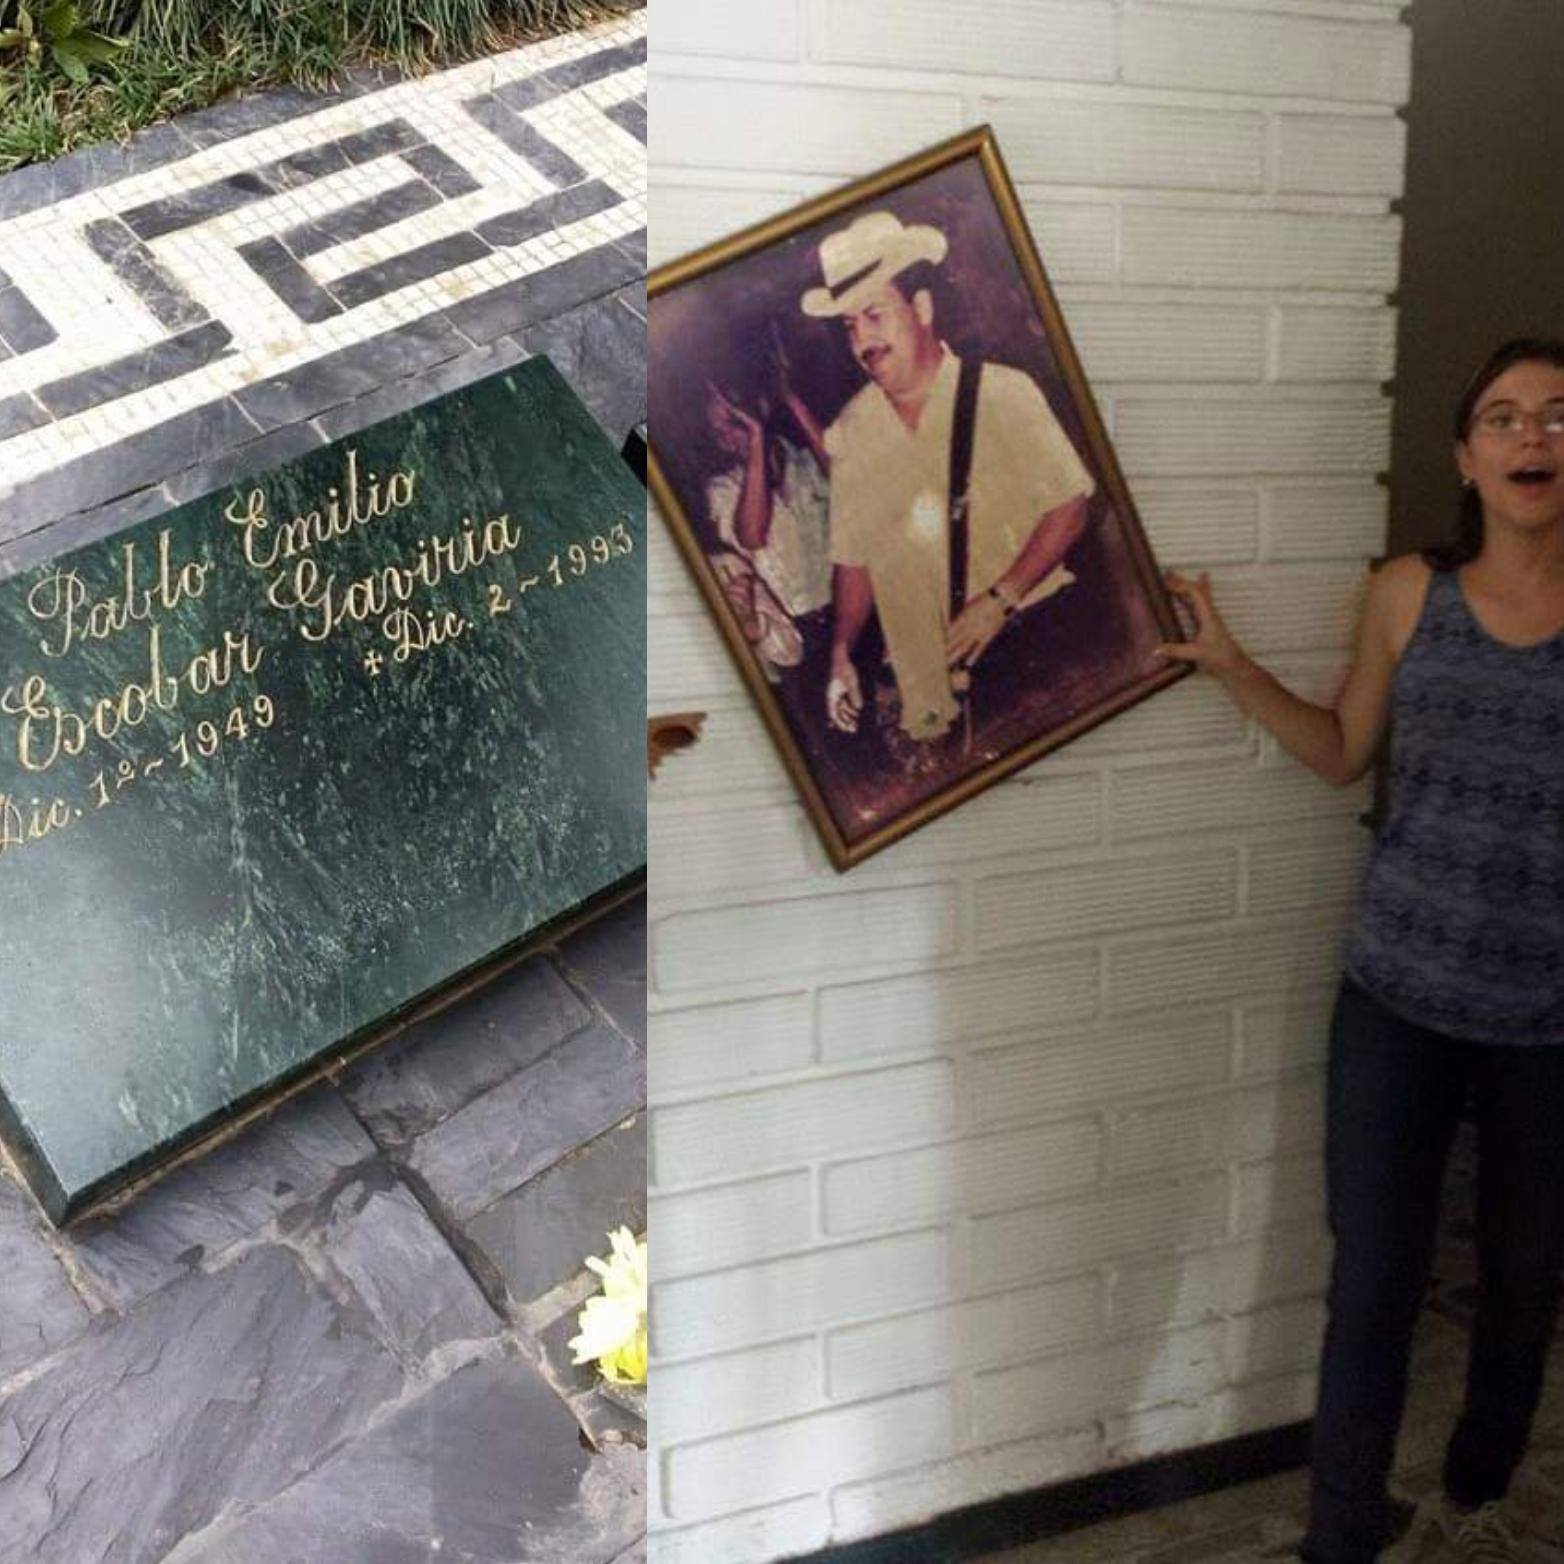 Pablo Emilio
Escobar Gaviria
Dic. 1º ~ 1949 + Dic. 2 ~ 1993